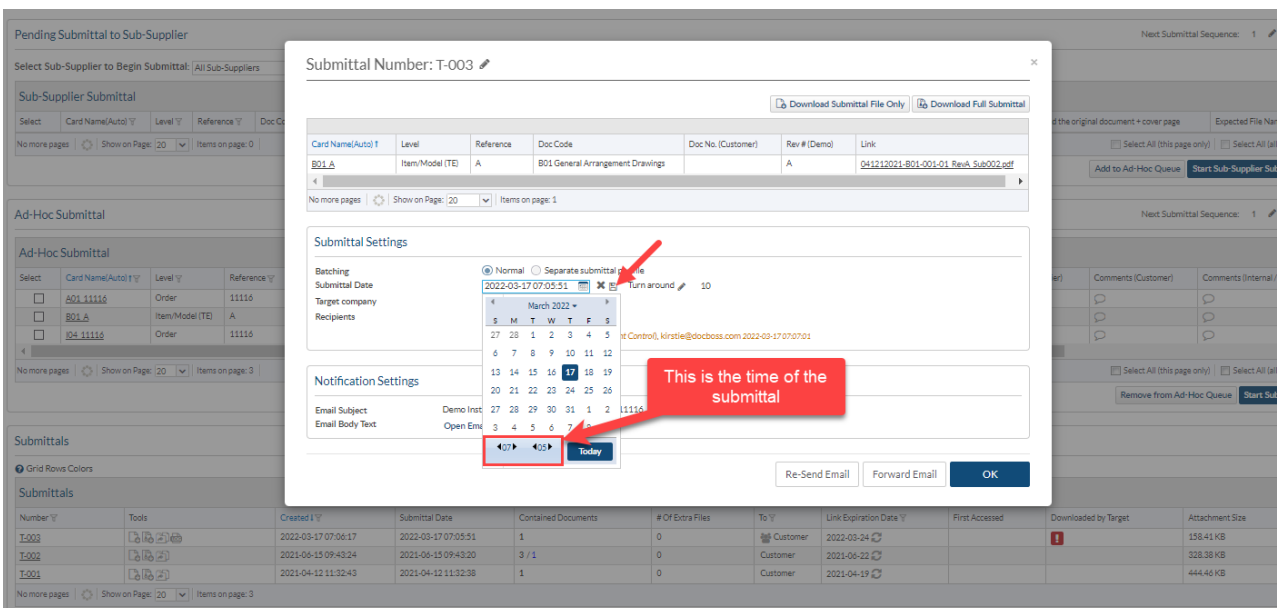 Pending Submittal to Sub-Supplier
Next Submittal Sequence: 1
Select Sub-Supplier to Begin Submittal: All Sub-Suppliers
Sub-Supplier Submittal
Select Card Name(Auto) Level Reference Doc Co
d the original document + cover page Expected File Nar
No more pages Show on Page: 20 Items on page: 0
Select All (this page only) Select All (all
Add to Ad-Hoc Queue Start Sub-Supplier Sub
Ad-Hoc Submittal
Next Submittal Sequence: 1
Ad-Hoc Submittal
Select Card Name(Auto) Level Reference
er) Comments (Customer) Comments (Internal /
A01 11116 Order 11116
B01 A Item/Model (TE) A
I04 11116 Order 11116
No more pages Show on Page: 20 Items on page: 3
Select All (this page only) Select All (all
Remove from Ad-Hoc Queue Start Sub
Submittal Number: T-003
×
Download Submittal File Only Download Full Submittal
Card Name(Auto) Level Reference Doc Code Doc No. (Customer) Rev # (Demo) Link
B01 A Item/Model (TE) A B01 General Arrangement Drawings A 041212021-B01-001-01_RevA_Sub002.pdf
No more pages Show on Page: 20 Items on page: 1
Submittal Settings
Batching Normal Separate submittal
Submittal Date 2022-03-17 07:05:51 Turn around 10
Target company
Recipients
nt Control), kirstie@docboss.com 2022-03-17 07:07:01
March 2022
S M T W T F S
27 28 1 2 3 4 5
6 7 8 9 10 11 12
13 14 15 16 17 18 19
20 21 22 23 24 25 26
27 28 29 30 31 1 2
3 4 5 6 7
07 05 Today
This is the time of the
submittal
Notification Settings
Email Subject Demo Inst 11116
Email Body Text Open Ema
Re-Send Email Forward Email OK
Submittals
Grid Rows Colors
Submittals
Number Tools Created Submittal Date Contained Documents # Of Extra Files To Link Expiration Date First Accessed Downloaded by Target Attachment Size
T-003 2022-03-17 07:06:17 2022-03-17 07:05:51 1 0 Customer 2022-03-24 158.41 KB
T-002 2021-06-15 09:43:24 2021-06-15 09:43:20 3 / 1 0 Customer 2021-06-22 328.38 KB
T-001 2021-04-12 11:32:43 2021-04-12 11:32:38 1 0 Customer 2021-04-19 444.46 KB
No more pages Show on Page: 20 Items on page: 3